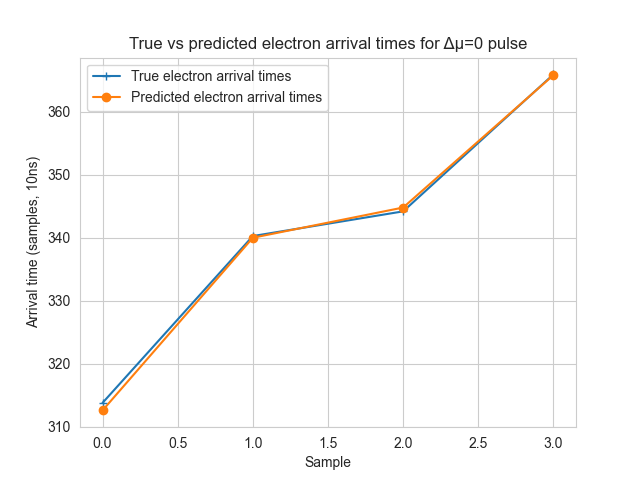 True vs predicted electron arrival times for Δμ=0 pulse
True electron arrival times
Predicted electron arrival times
Arrival time (samples, 10ns)
360
350
340
330
320
310
0.0 0.5 1.0 1.5 2.0 2.5 3.0
Sample